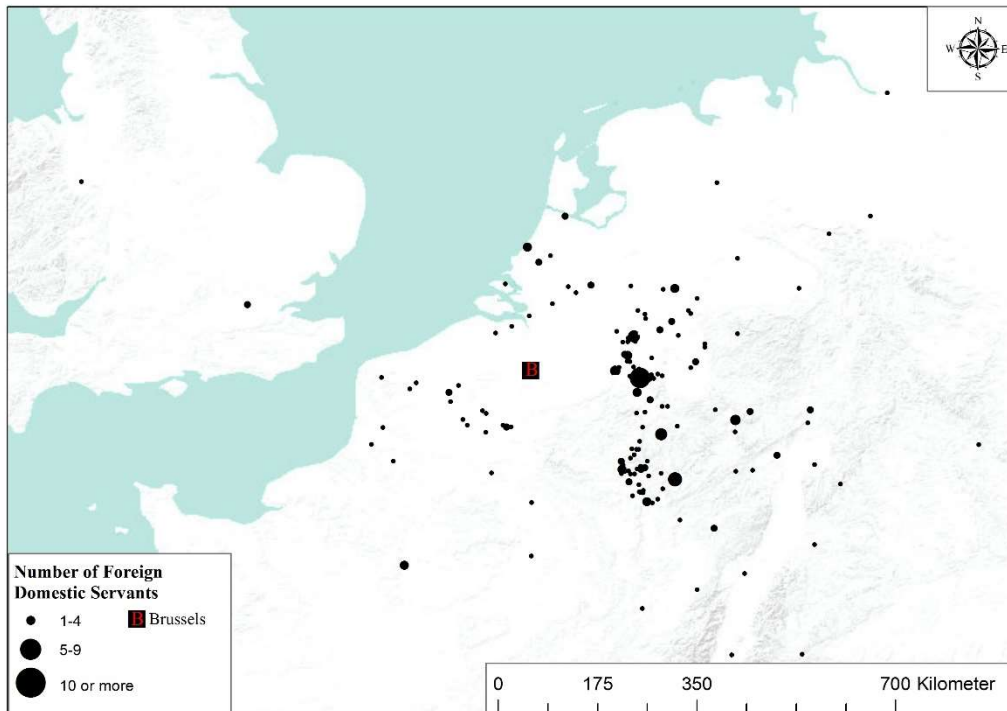 N
W E
S
B
Number of Foreign
Domestic Servants
1-4
B Brussels
5-9
10 or more
0 175 350 700 Kilometer